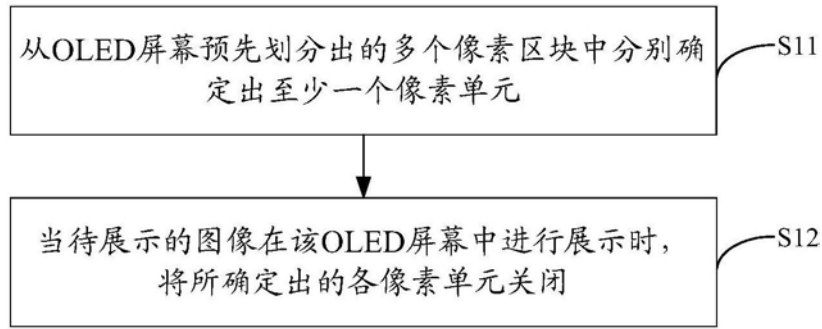 从OLED屏幕预先划分出的多个像素区块中分别确
定出至少一个像素单元
S11
当待展示的图像在该OLED屏幕中进行展示时，
将所确定出的各像素单元关闭
S12